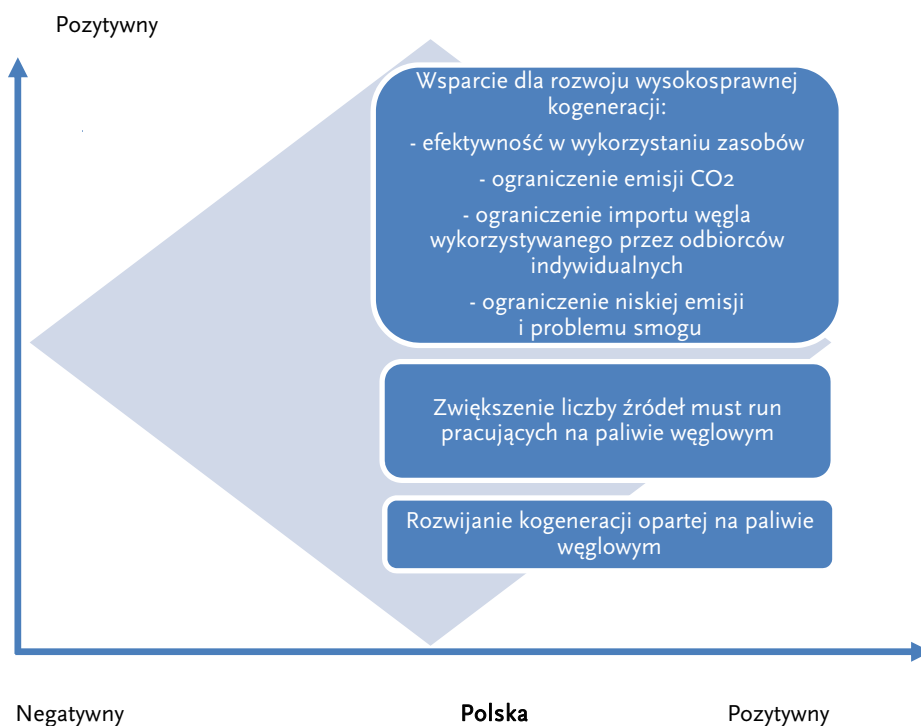 Pozytywny
Wsparcie dla rozwoju wysokosprawnej
kogeneracji:
- efektywność w wykorzystaniu zasobów
- ograniczenie emisji CO2
- ograniczenie importu węgla
wykorzystywanego przez odbiorców
indywidualnych
- ograniczenie niskiej emisji
i problemu smogu
Zwiększenie liczby źródeł must run
pracujących na paliwie węglowym
Rozwijanie kogeneracji opartej na paliwie
węglowym
Negatywny
Polska
Pozytywny